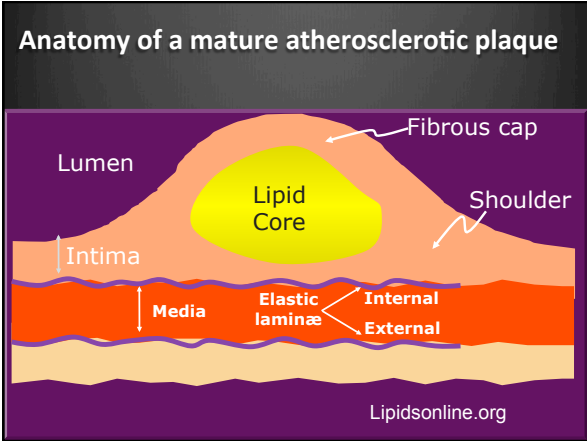 Anatomy of a mature atherosclerotic plaque
Fibrous cap
Lumen
Lipid
Core
Shoulder
Intima
Media
Elastic
laminæ
Internal
External
Lipidsonline.org